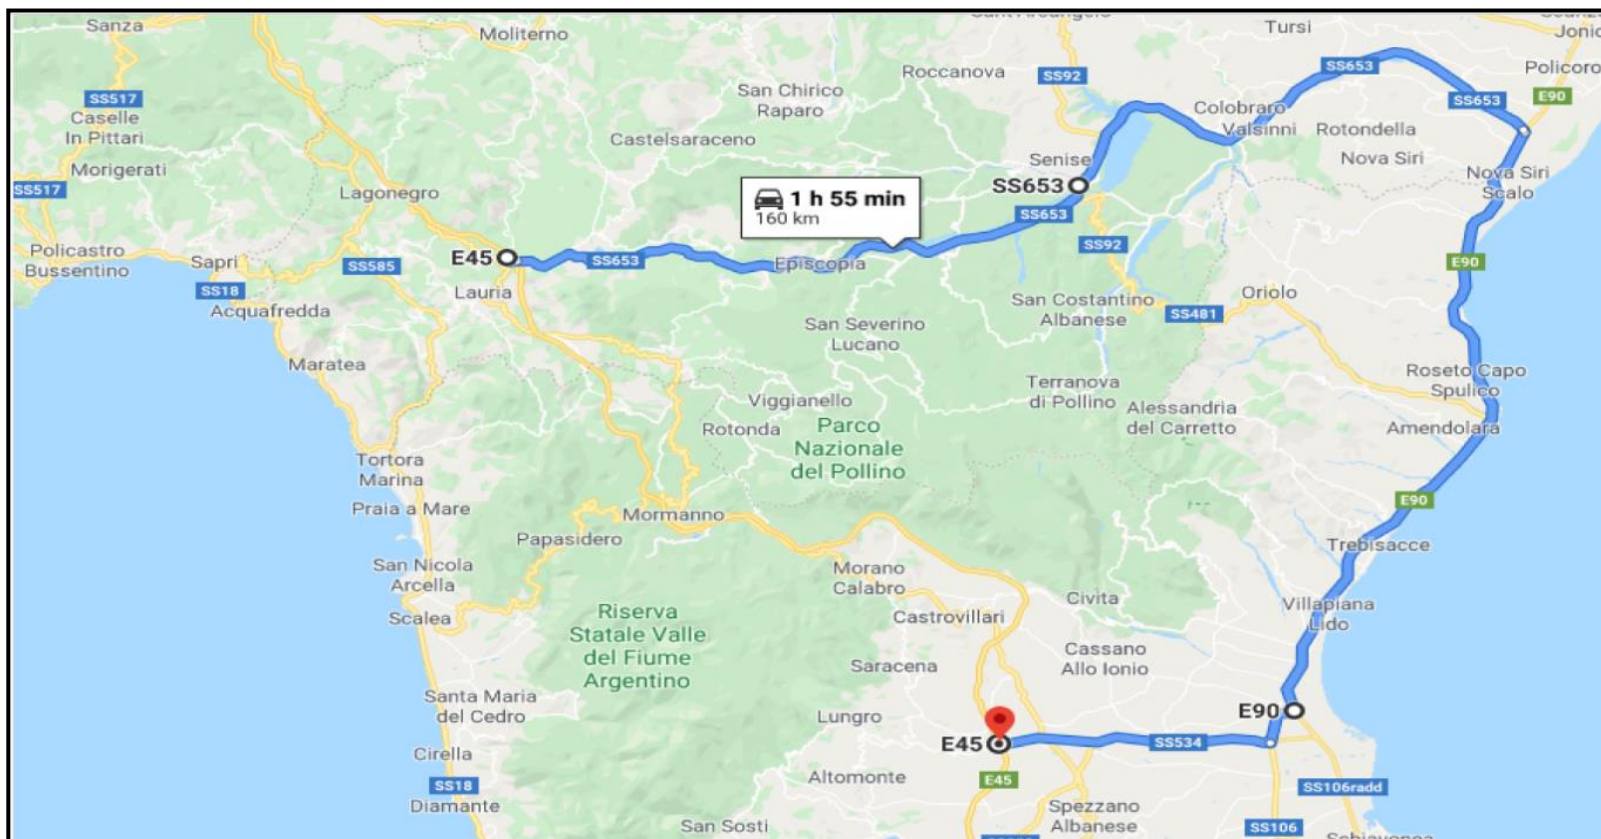 Sanza
Moliterno
Sant'Arcangelo
Tursi
Scanza
Jonic
SS517
Caselle
In Pittari
Morigerati
SS517
Roccanova
SS92
San Chirico
Raparo
Castelsaraceno
SS653
SS653
Policoro
E90
Colobraro
Valsinni
Rotondella
Nova Siri
Nova Siri
Scalo
Senise
SS653
SS653
1 h 55 min
160 km
Lagonegro
Policastro
Bussentino
Sapri
SS585
SS18
Acquafredda
E45
Lauria
SS653
Episcopia
SS92
E90
San Costantino
Albanese
SS481
Oriolo
San Severino
Lucano
Maratea
Viggianello
Rotonda
Parco
Nazionale
del Pollino
Terranova
di Pollino
Alessandria
del Carretto
Roseto Capo
Spulico
Amendolara
Tortora
Marina
Praia a Mare
Mormanno
Papasidero
E90
Trebisacce
San Nicola
Arcella
Scalea
Morano
Calabro
Castrovillari
Civita
Villapiana
Lido
Riserva
Statale Valle
del Fiume
Argentino
Saracena
Cassano
Allo Ionio
Santa Maria
del Cedro
Lungro
E90
E45
SS534
Cirella
Altomonte
E45
SS18
Diamante
SS106radd
Spezzano
Albanese
San Sosti
SS106